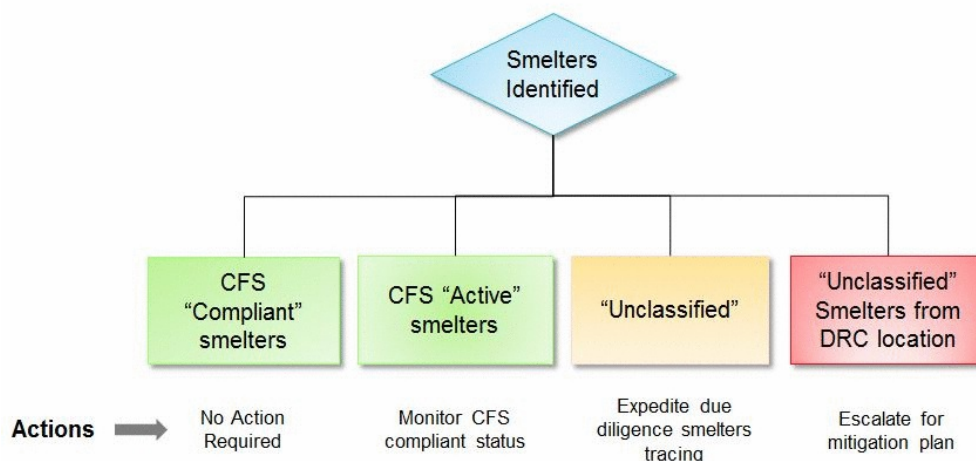 Smelters
Identified
CFS
“Compliant”
smelters
CFS “Active”
smelters
“Unclassified”
“Unclassified”
Smelters from
DRC location
Actions
No Action
Required
Monitor CFS
compliant status
Expedite due
diligence smelters
tracing
Escalate for
mitigation plan